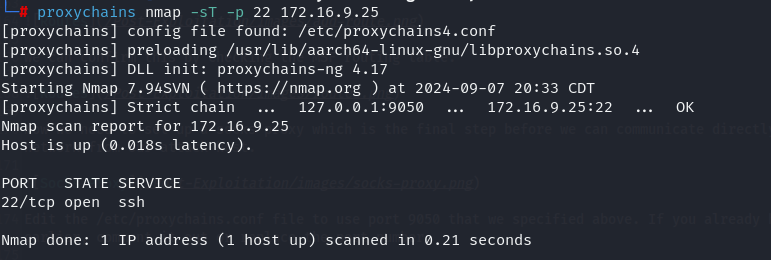 └─# proxychains nmap -sT -p 22 172.16.9.25
[proxychains] config file found: /etc/proxychains4.conf
[proxychains] preloading /usr/lib/aarch64-linux-gnu/libproxychains.so.4
[proxychains] DLL init: proxychains-ng 4.17
Starting Nmap 7.94SVN ( https://nmap.org ) at 2024-09-07 20:33 CDT
[proxychains] Strict chain  ...  127.0.0.1:9050  ...  172.16.9.25:22  ...  OK
Nmap scan report for 172.16.9.25
Host is up (0.018s latency).
PORT   STATE SERVICE
22/tcp open  ssh
Nmap done: 1 IP address (1 host up) scanned in 0.21 seconds